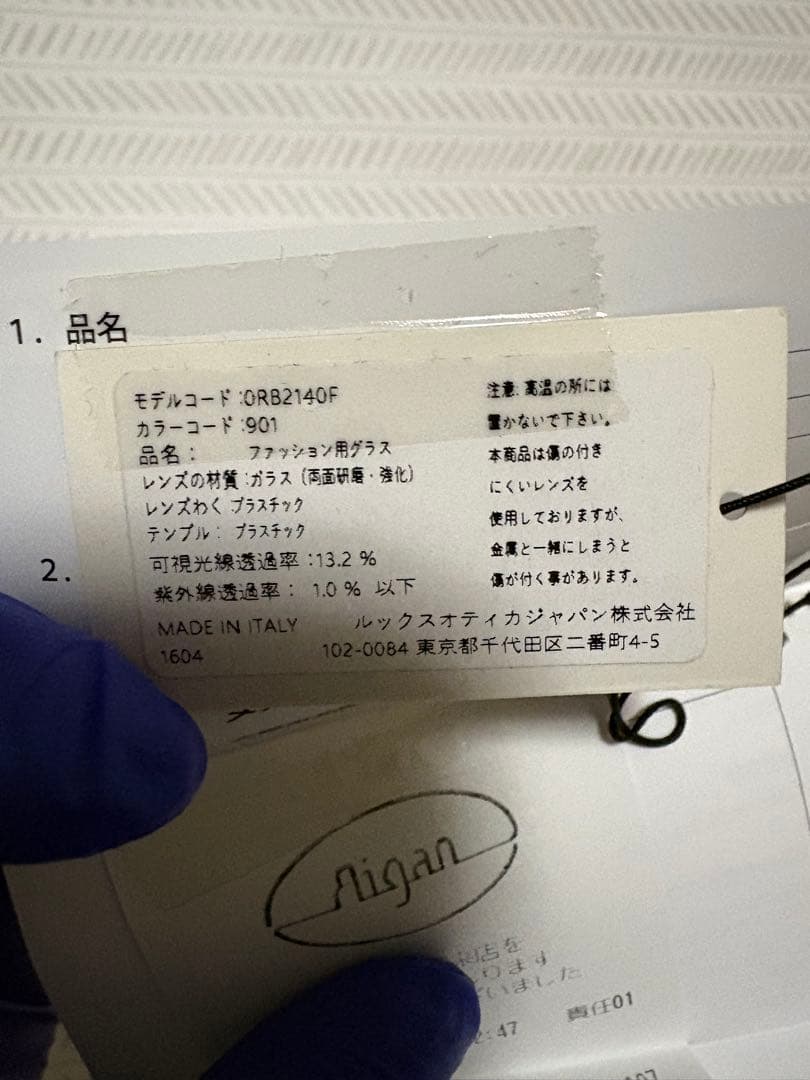 1. 品名
モデルコード:0RB2140F
カラーコード:901
品名: ファッション用グラス
レンズの材質:ガラス(両面研磨・強化)
レンズわく プラスチック
テンプル: プラスチック
可視光線透過率:13.2 %
紫外線透過率: 1.0 % 以下
MADE IN ITALY
1604
注意.高温の所には
置かないで下さい。
本商品は傷の付き
にくいレンズを
使用しておりますが、
金属と一緒にしまうと
傷が付く事があります。
ルックスオティカジャパン株式会社
102-0084 東京都千代田区二番町4-5
2.
Aigan
店を
ます
いました
:47 責任01